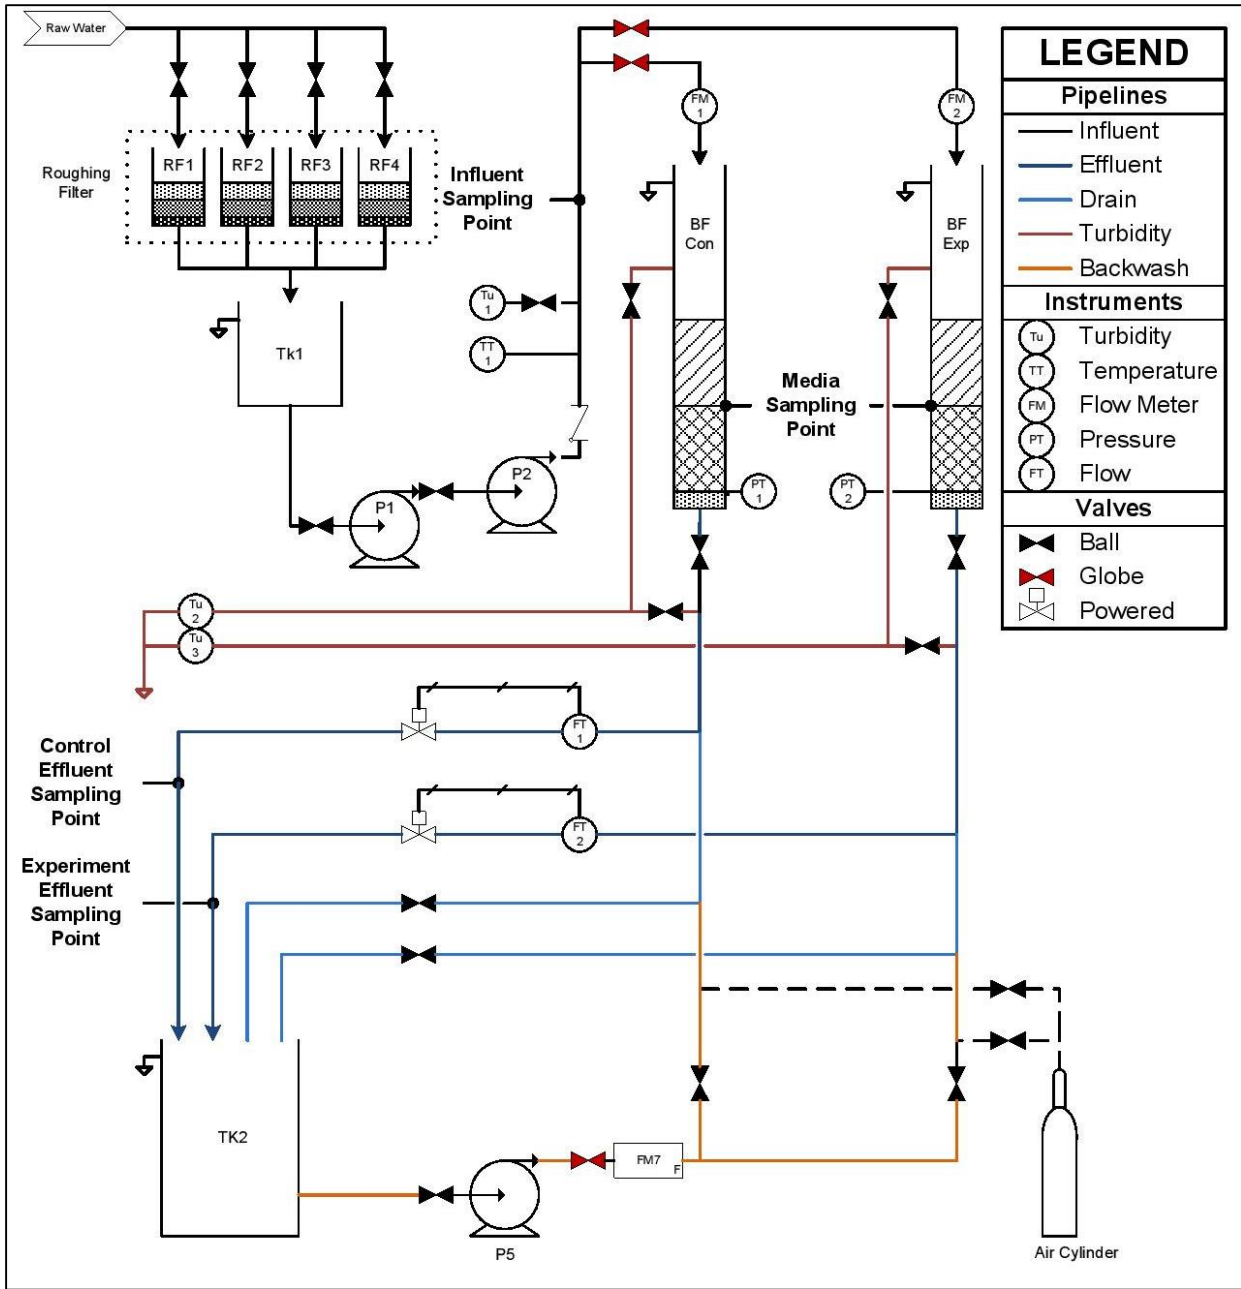 Raw Water
RF1
RF2
RF3
RF4
Roughing
Filter
Influent
Sampling
Point
FM
1
FM
2
BF
Con
BF
Exp
Tu
1
TT
1
Tk1
Media
Sampling
Point
P1
P2
PT
1
PT
2
Tu
2
Tu
3
FT
1
FT
2
Control
Effluent
Sampling
Point
Experiment
Effluent
Sampling
Point
TK2
P5
FM7
F
Air Cylinder
LEGEND
Pipelines
Influent
Effluent
Drain
Turbidity
Backwash
Instruments
Tu
Turbidity
TT
Temperature
FM
Flow Meter
PT
Pressure
FT
Flow
Valves
Ball
Globe
Powered